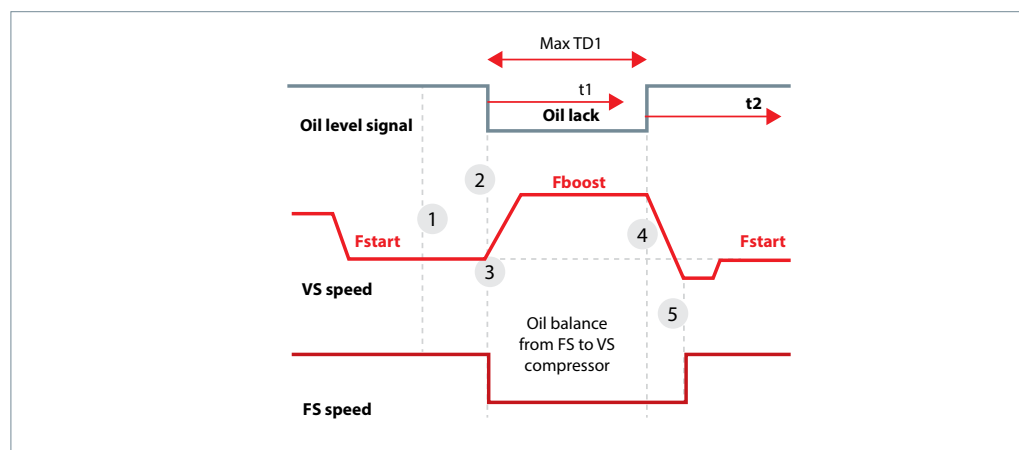 Max TD1
t1
t2
Oil level signal
Oil lack
2
Fboost
1
Fstart
4
Fstart
3
VS speed
5
Oil balance
from FS to VS
compressor
FS speed